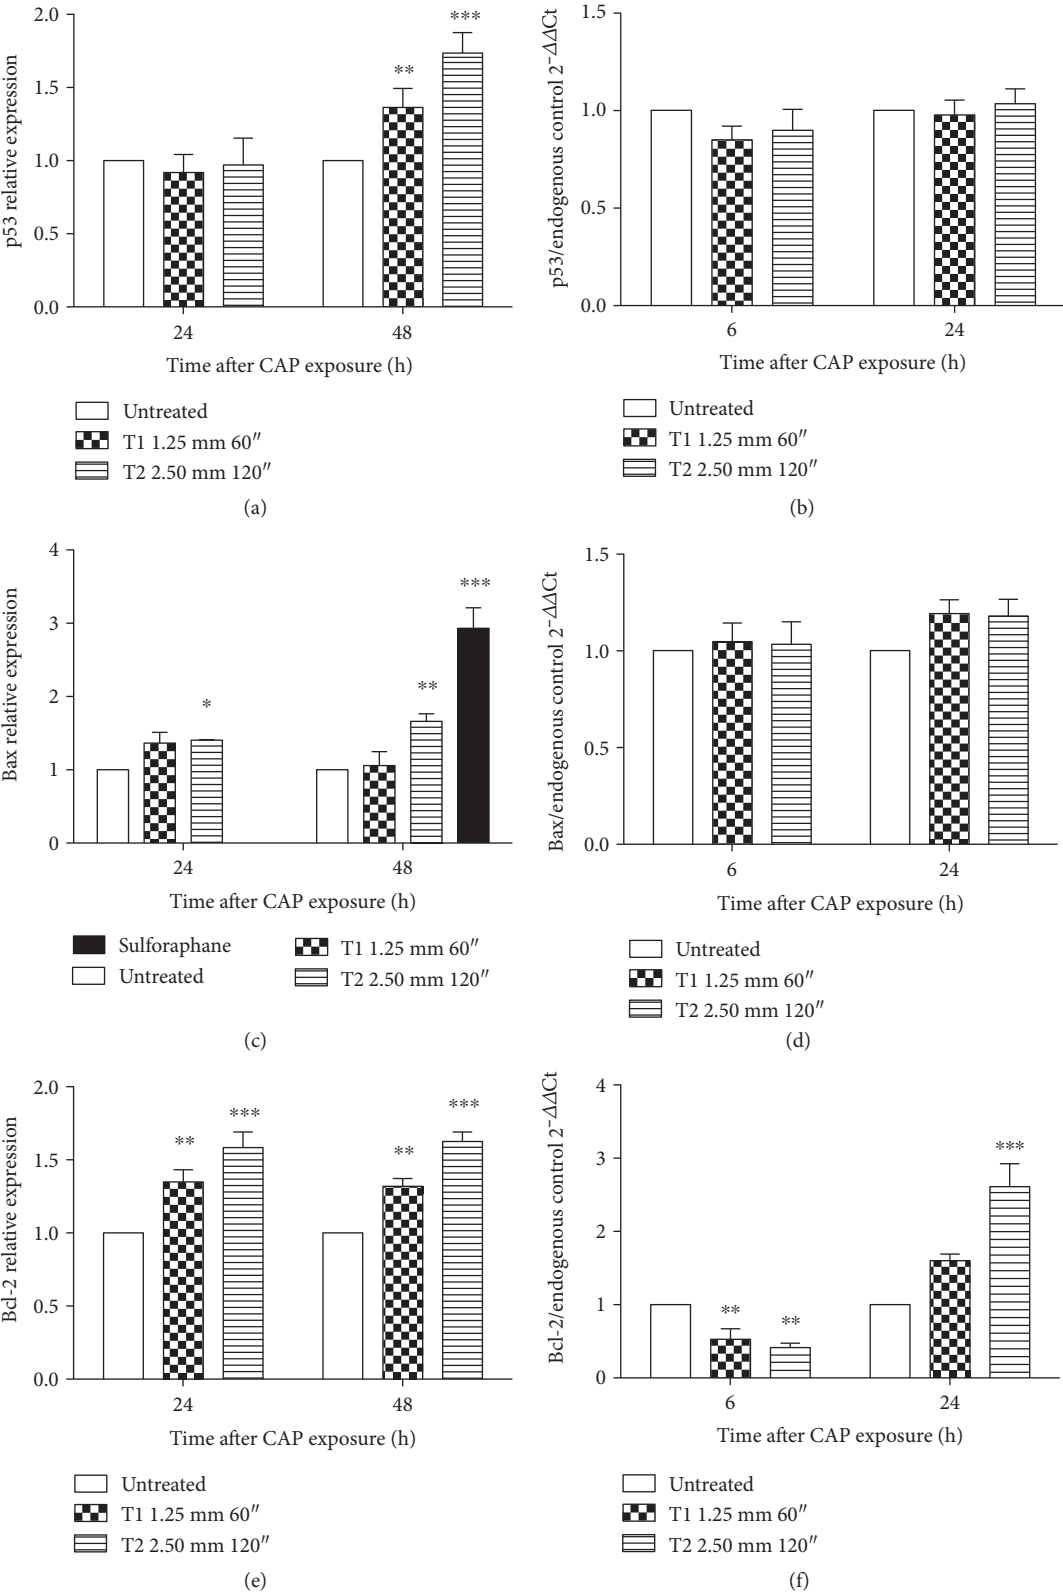 p53 relative expression
2.0
1.5
1.0
0.5
0.0
**
***
24
48
Time after CAP exposure (h)
Untreated
T1 1.25 mm 60″
T2 2.50 mm 120″
(a)
p53/endogenous control 2⁻ΔΔCt
1.5
1.0
0.5
0.0
6
24
Time after CAP exposure (h)
Untreated
T1 1.25 mm 60″
T2 2.50 mm 120″
(b)
Bax relative expression
4
3
2
1
0
*
**
***
24
48
Time after CAP exposure (h)
Sulforaphane
Untreated
T1 1.25 mm 60″
T2 2.50 mm 120″
(c)
Bax/endogenous control 2⁻ΔΔCt
1.5
1.0
0.5
0.0
6
24
Time after CAP exposure (h)
Untreated
T1 1.25 mm 60″
T2 2.50 mm 120″
(d)
Bcl-2 relative expression
2.0
1.5
1.0
0.5
0.0
**
***
**
***
24
48
Time after CAP exposure (h)
Untreated
T1 1.25 mm 60″
T2 2.50 mm 120″
(e)
Bcl-2/endogenous control 2⁻ΔΔCt
4
3
2
1
0
**
**
***
6
24
Time after CAP exposure (h)
Untreated
T1 1.25 mm 60″
T2 2.50 mm 120″
(f)